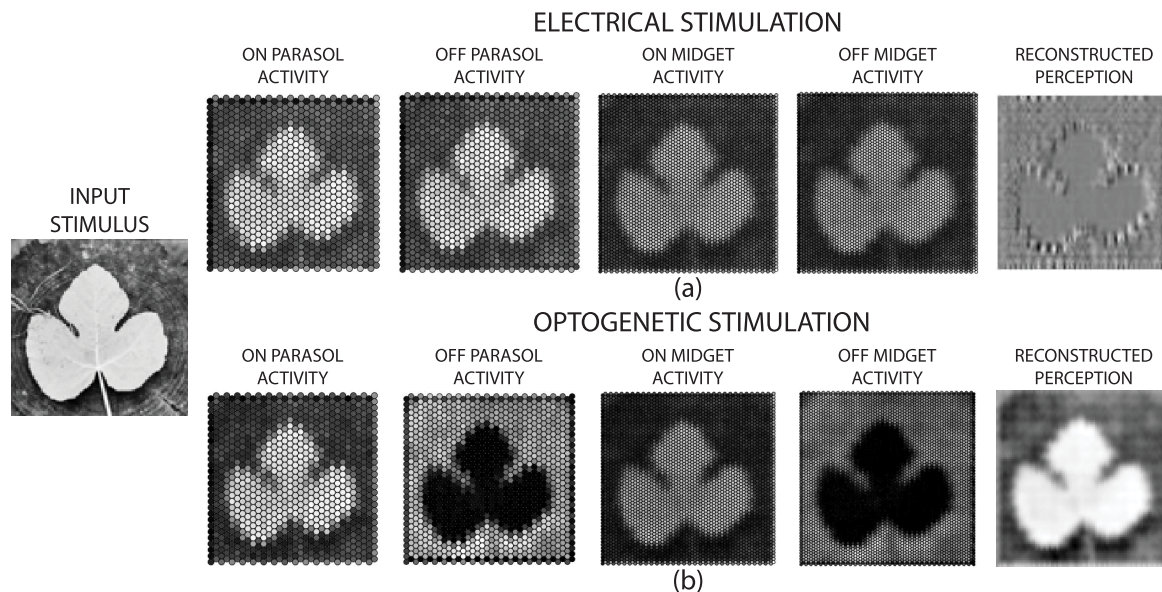 ELECTRICAL STIMULATION
ON PARASOL
ACTIVITY
OFF PARASOL
ACTIVITY
ON MIDGET
ACTIVITY
OFF MIDGET
ACTIVITY
RECONSTRUCTED
PERCEPTION
INPUT
STIMULUS
(a)
OPTOGENETIC STIMULATION
ON PARASOL
ACTIVITY
OFF PARASOL
ACTIVITY
ON MIDGET
ACTIVITY
OFF MIDGET
ACTIVITY
RECONSTRUCTED
PERCEPTION
(b)